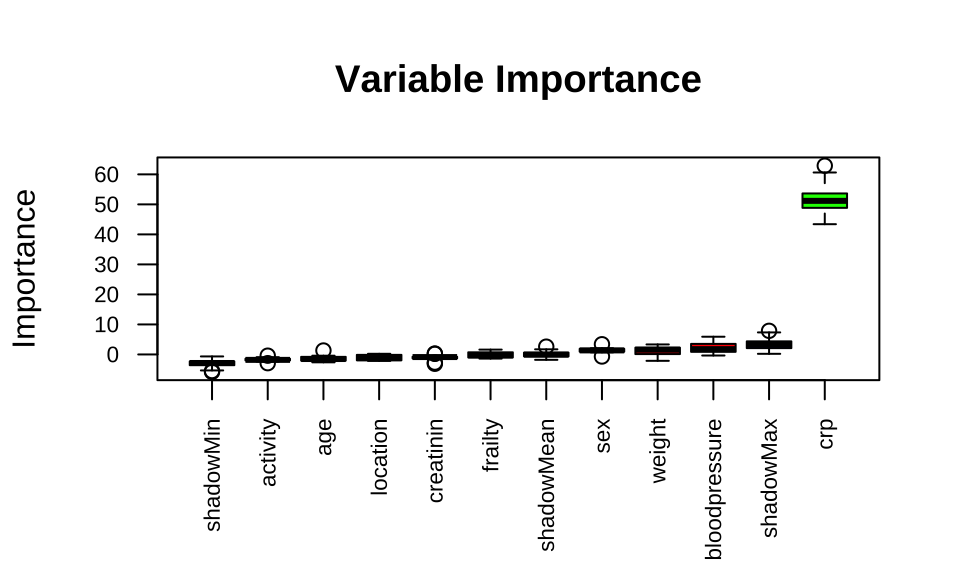 Variable Importance
Importance
60
50
40
30
20
10
0
shadowMin
activity
age
location
creatinin
frailty
shadowMean
sex
weight
bloodpressure
shadowMax
crp